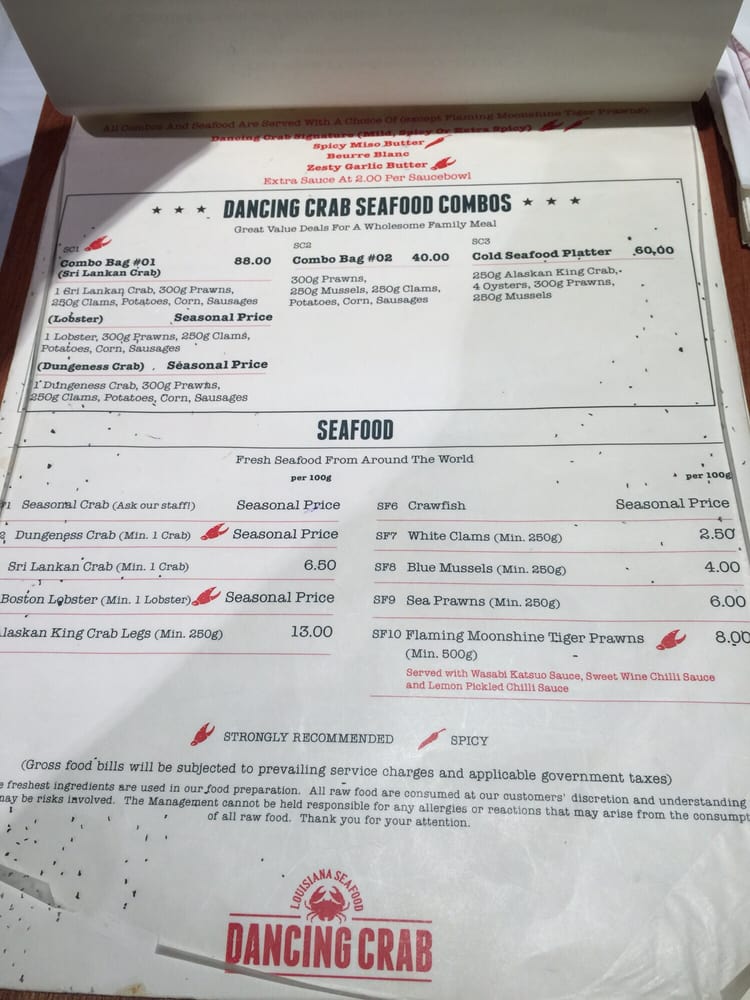 All Combos And Seafood Are Served With A Choice Of (except Flaming Moonshine Tiger Prawns):
Dancing Crab Signature (Mild, Spicy Or Extra Spicy)
Spicy Miso Butter
Beurre Blanc
Zesty Garlic Butter
Extra Sauce At 2.00 Per Saucebowl
DANCING CRAB SEAFOOD COMBOS
Great Value Deals For A Wholesome Family Meal
SC1
Combo Bag #01 88.00
(Sri Lankan Crab)
1 Sri Lankan Crab, 300g Prawns,
250g Clams, Potatoes, Corn, Sausages
(Lobster) Seasonal Price
1 Lobster, 300g Prawns, 250g Clams,
Potatoes, Corn, Sausages
(Dungeness Crab) Seasonal Price
1 Dungeness Crab, 300g Prawns,
250g Clams, Potatoes, Corn, Sausages
SC2
Combo Bag #02 40.00
300g Prawns,
250g Mussels, 250g Clams,
Potatoes, Corn, Sausages
SC3
Cold Seafood Platter 60.00
250g Alaskan King Crab,
4 Oysters, 300g Prawns,
250g Mussels
SEAFOOD
Fresh Seafood From Around The World
per 100g
F1 Seasonal Crab (Ask our staff!) Seasonal Price
2 Dungeness Crab (Min. 1 Crab) Seasonal Price
Sri Lankan Crab (Min. 1 Crab) 6.50
Boston Lobster (Min. 1 Lobster) Seasonal Price
laskan King Crab Legs (Min. 250g) 13.00
per 100g
SF6 Crawfish Seasonal Price
SF7 White Clams (Min. 250g) 2.50
SF8 Blue Mussels (Min. 250g) 4.00
SF9 Sea Prawns (Min. 250g) 6.00
SF10 Flaming Moonshine Tiger Prawns 8.00
(Min. 500g)
Served with Wasabi Katsuo Sauce, Sweet Wine Chilli Sauce
and Lemon Pickled Chilli Sauce
STRONGLY RECOMMENDED SPICY
(Gross food bills will be subjected to prevailing service charges and applicable government taxes)
e freshest ingredients are used in our food preparation. All raw food are consumed at our customers' discretion and understanding
may be risks involved. The Management cannot be held responsible for any allergies or reactions that may arise from the consumpt
of all raw food. Thank you for your attention.
LOUISIANA SEAFOOD
DANCING CRAB